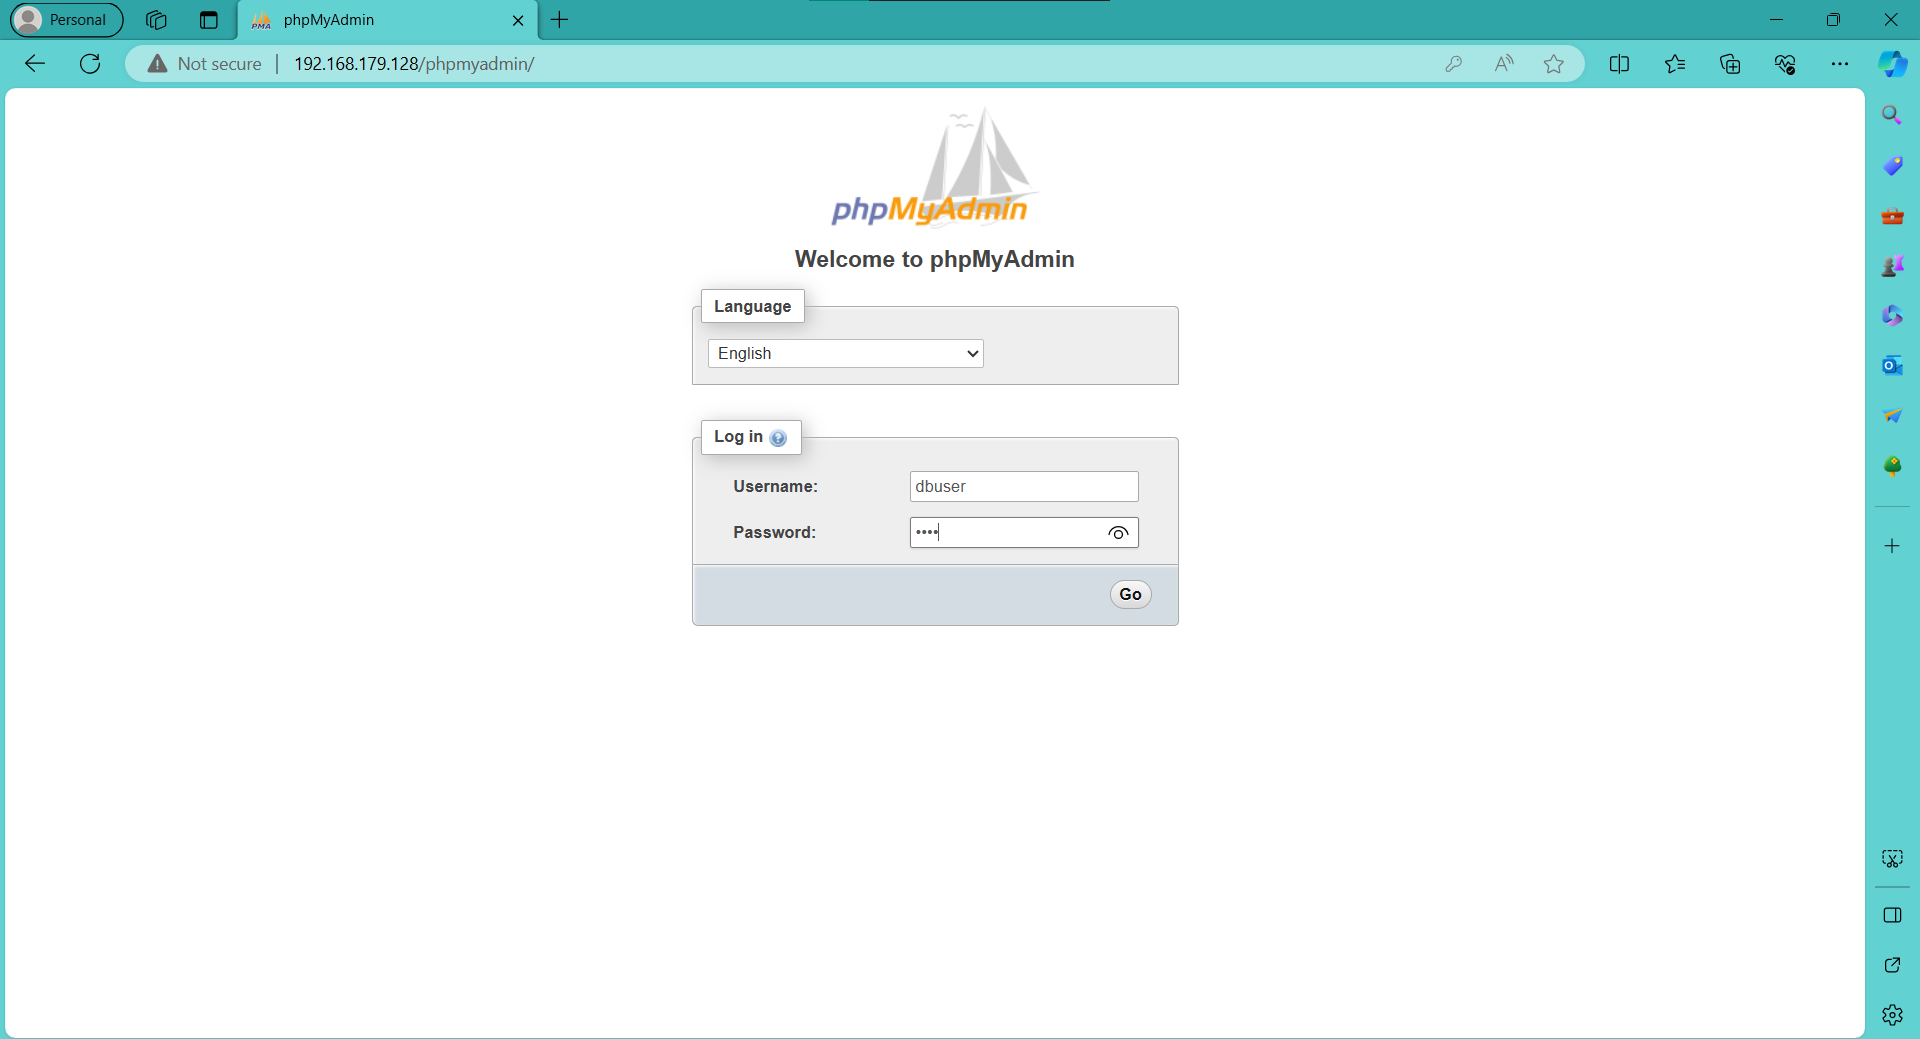 Personal
phpMyAdmin
Not secure
192.168.179.128/phpmyadmin/
phpMyAdmin
Welcome to phpMyAdmin
Language
English
Log in
Username:
dbuser
Password:
••••
Go